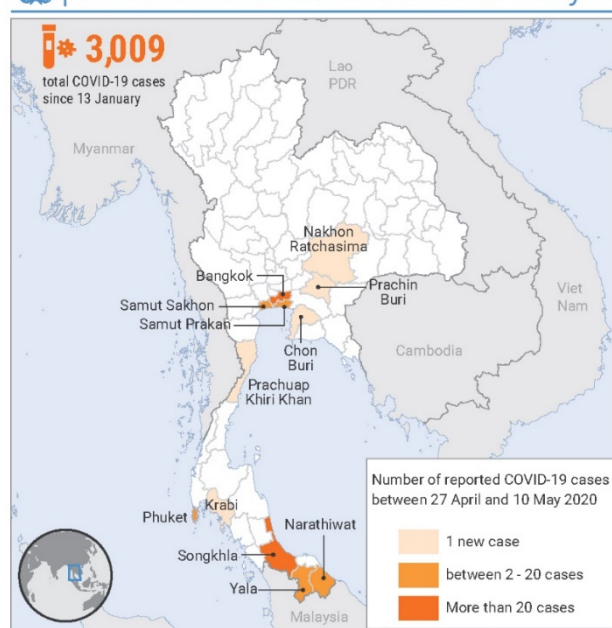 3,009
total COVID-19 cases
since 13 January
Lao
PDR
Myanmar
Nakhon
Ratchasima
Bangkok
Prachin
Buri
Samut Sakhon
Samut Prakan
Viet
Nam
Chon
Buri
Cambodia
Prachuap
Khiri Khan
Number of reported COVID-19 cases
between 27 April and 10 May 2020
Krabi
Phuket
Narathiwat
1 new case
Songkhla
between 2 - 20 cases
Yala
More than 20 cases
Malaysia